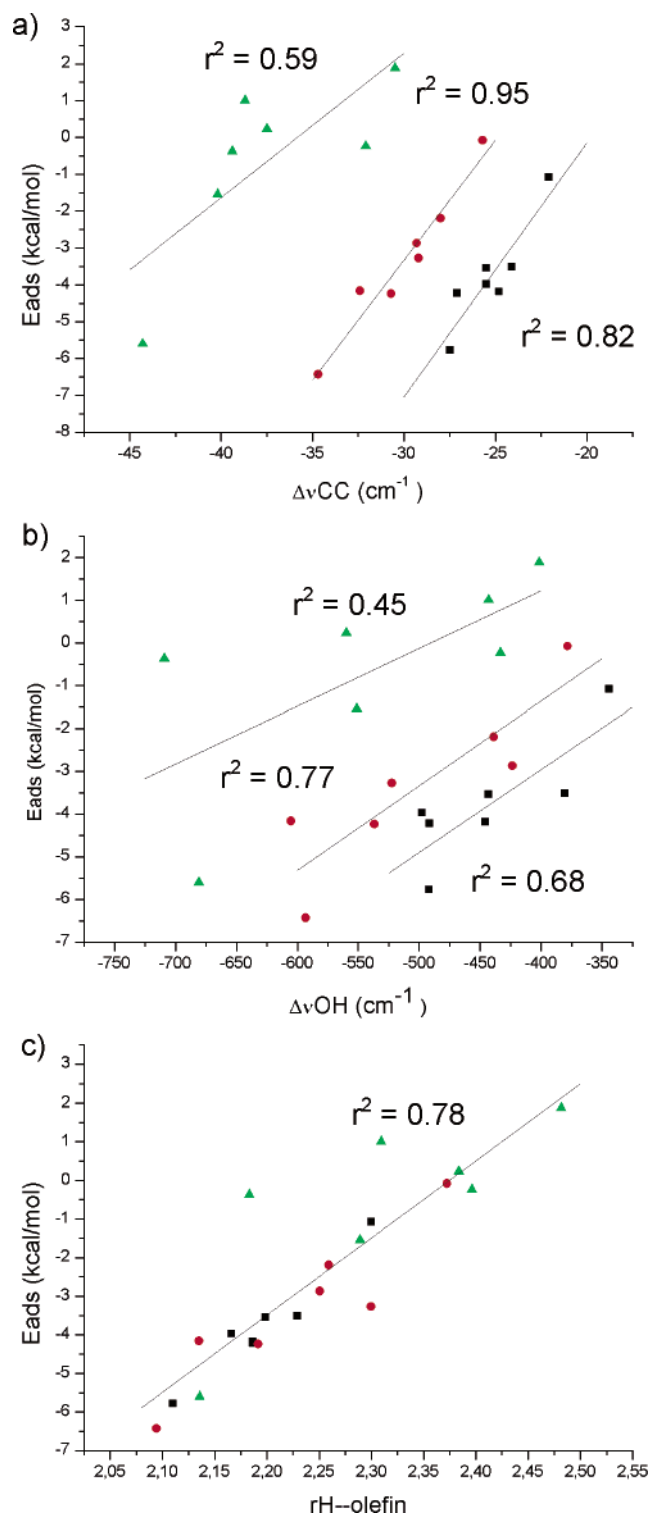 a)
r² = 0.59
r² = 0.95
r² = 0.82
3
2
1
0
-1
-2
-3
-4
-5
-6
-7
-8
Eads (kcal/mol)
-45 -40 -35 -30 -25 -20
ΔνCC (cm⁻¹)
b)
r² = 0.45
r² = 0.77
r² = 0.68
2
1
0
-1
-2
-3
-4
-5
-6
-7
Eads (kcal/mol)
-750 -700 -650 -600 -550 -500 -450 -400 -350
ΔνOH (cm⁻¹)
c)
r² = 0.78
3
2
1
0
-1
-2
-3
-4
-5
-6
-7
Eads (kcal/mol)
2,05 2,10 2,15 2,20 2,25 2,30 2,35 2,40 2,45 2,50 2,55
rH--olefin